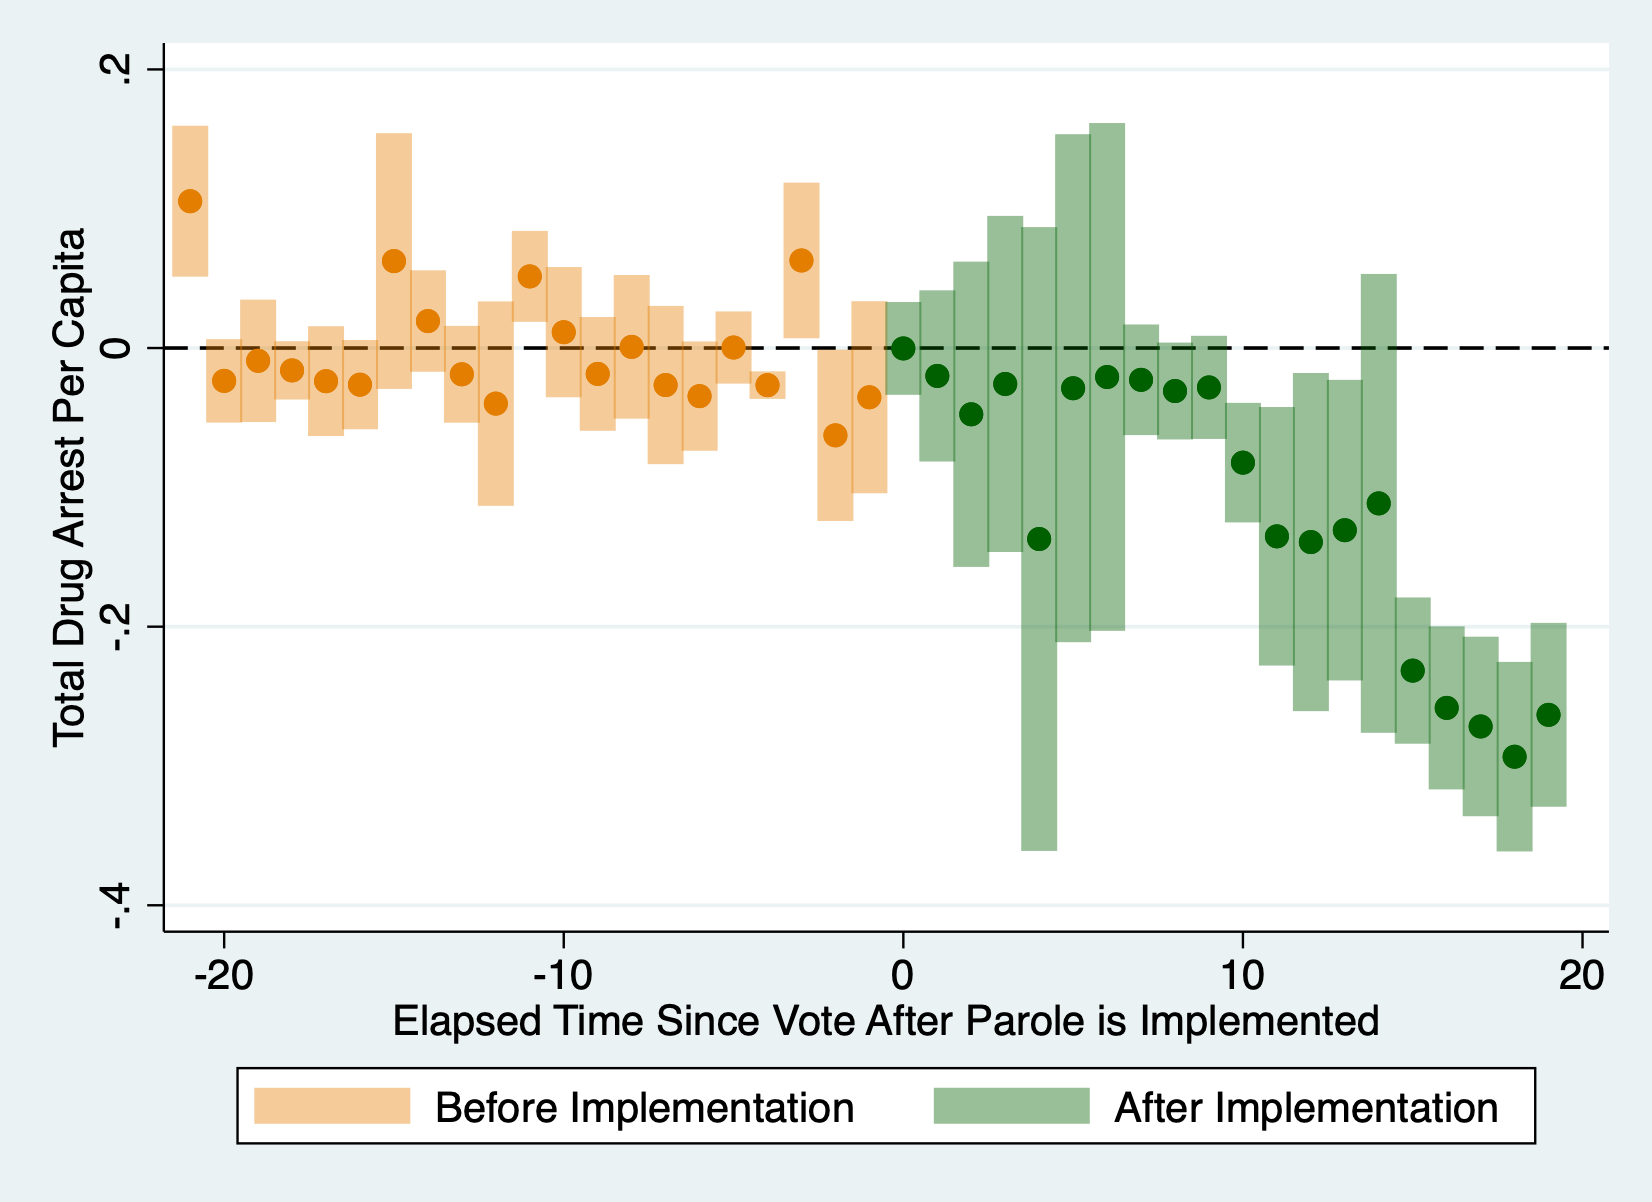 Total Drug Arrest Per Capita
.2
0
-.2
-.4
-20 -10 0 10 20
Elapsed Time Since Vote After Parole is Implemented
Before Implementation After Implementation